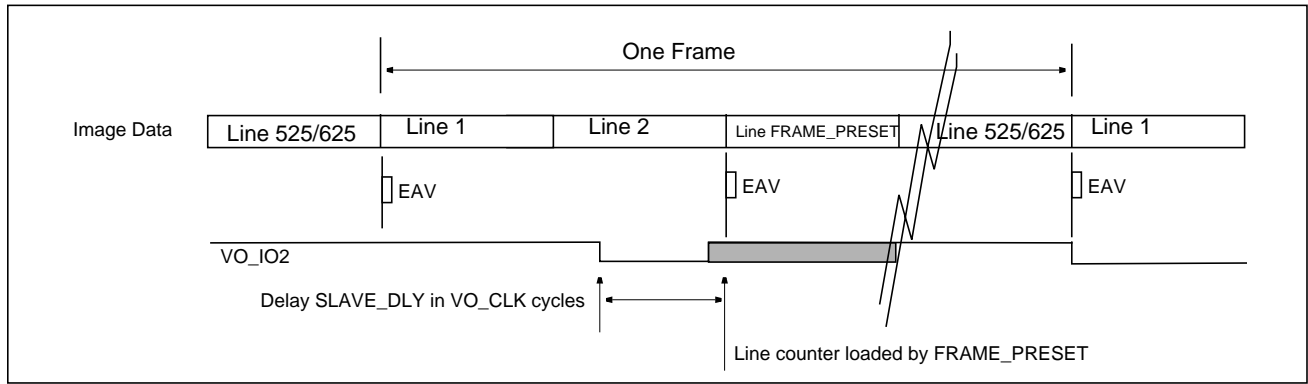 One Frame
Image Data
Line 525/625
Line 1
Line 2
Line FRAME_PRESET
Line 525/625
Line 1
EAV
EAV
EAV
VO_IO2
Delay SLAVE_DLY in VO_CLK cycles
Line counter loaded by FRAME_PRESET